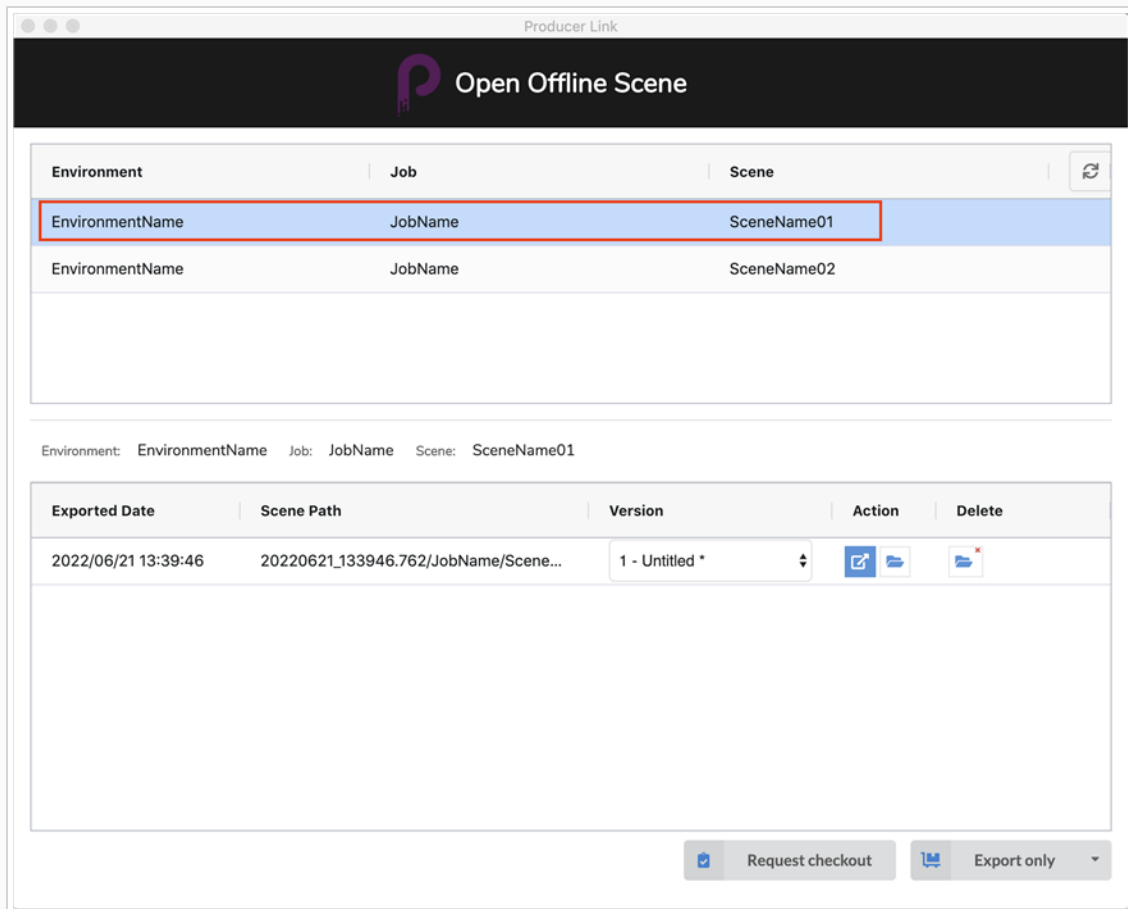 Producer Link
Open Offline Scene
Environment Job Scene
EnvironmentName JobName SceneName01
EnvironmentName JobName SceneName02
Environment: EnvironmentName Job: JobName Scene: SceneName01
Exported Date Scene Path Version Action Delete
2022/06/21 13:39:46 20220621_133946.762/JobName/Scene... 1 - Untitled *
Request checkout Export only